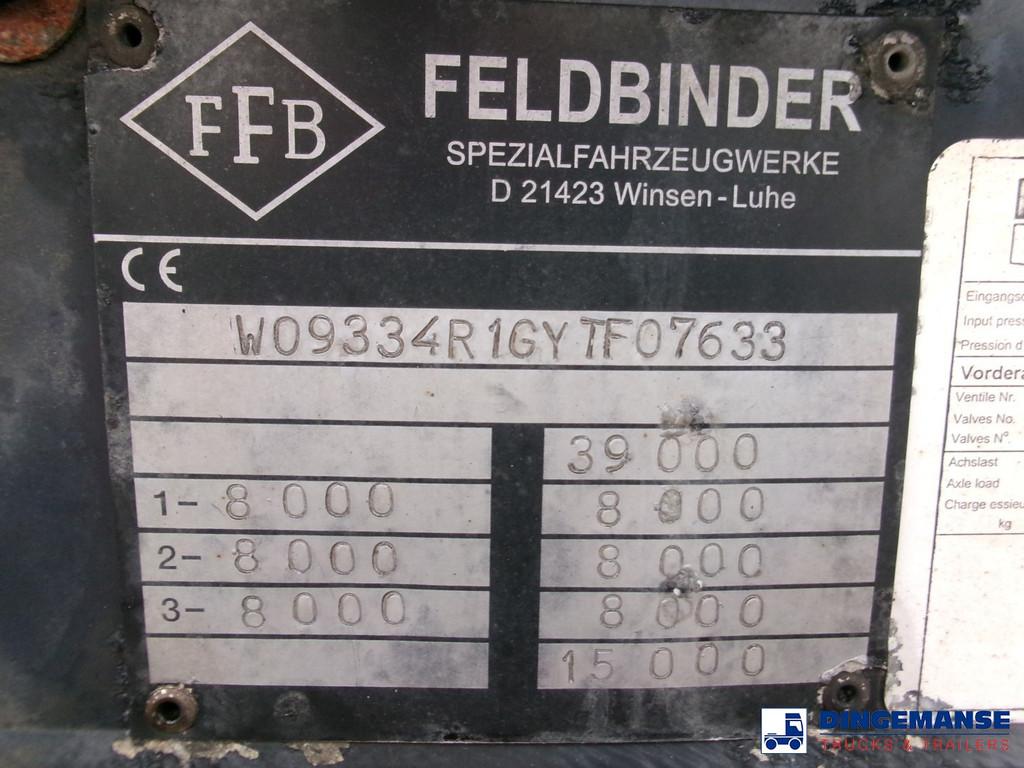 FFB
FELDBINDER
SPEZIALFAHRZEUGWERKE
D 21423 Winsen-Luhe
CE
W09334R1GYTF07633
39 000
1- 8 000 8 000
2- 8 000 8 000
3- 8 000 8 000
15 000
Input pres
Pression d
Vordera
Ventile Nr.
Valves No.
Valves N°.
Achslast
Axle load
Charge essieu
kg
DINGEMANSE
TRUCKS & TRAILERS